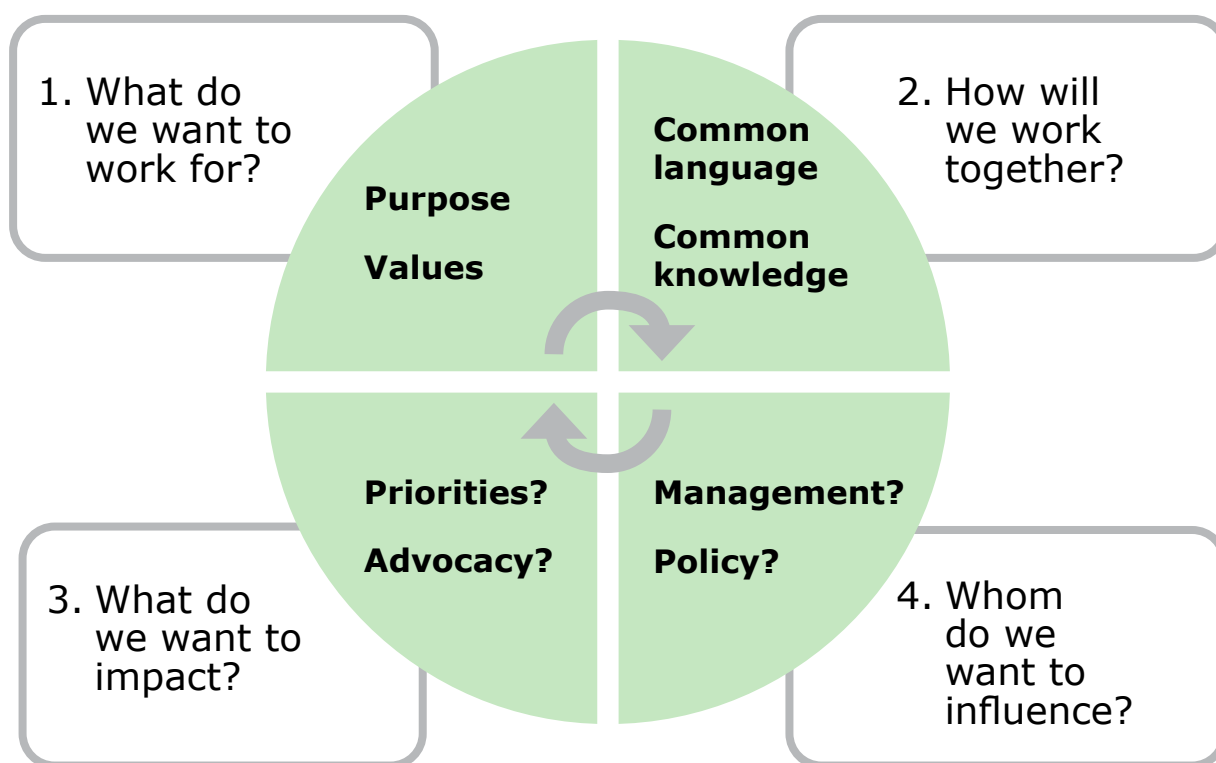 1. What do
we want to
work for?
Purpose
Values
Common
language
Common
knowledge
2. How will
we work
together?
3. What do
we want to
impact?
Priorities?
Advocacy?
Management?
Policy?
4. Whom
do we
want to
influence?